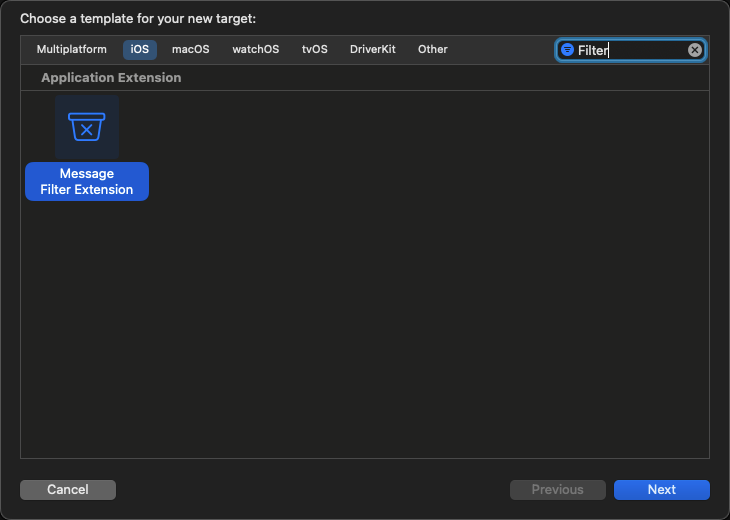 Choose a template for your new target:
Multiplatform iOS macOS watchOS tvOS DriverKit Other Filter
Application Extension
Message
Filter Extension
Cancel Previous Next